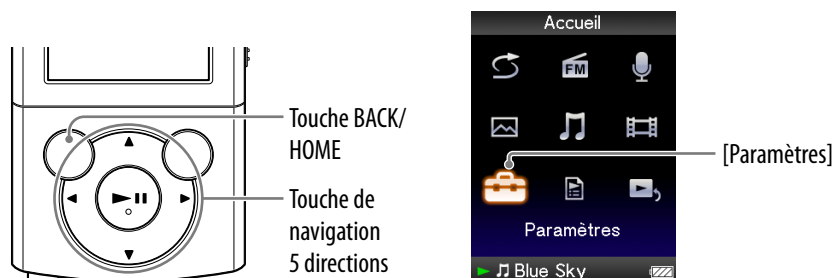 Touche BACK/
HOME
Touche de
navigation
5 directions
Accueil
FM
[Paramètres]
Paramètres
Blue Sky